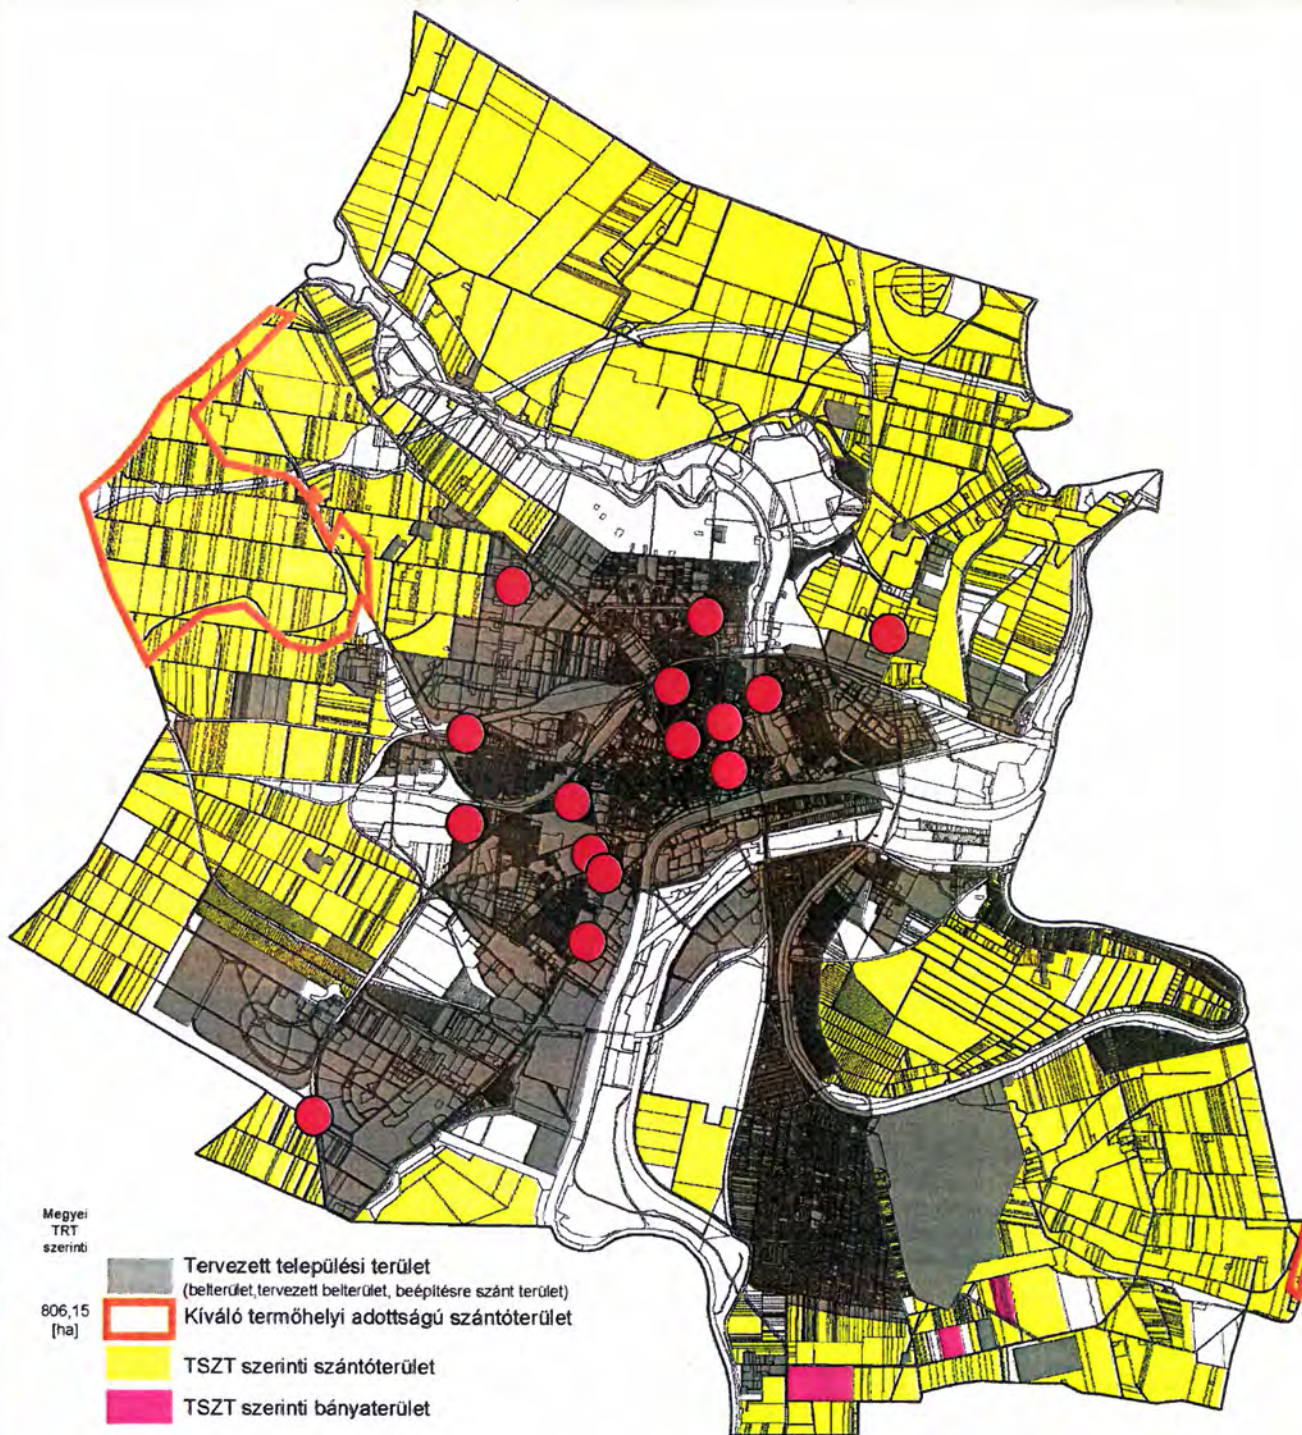 Megyei
TRT
szerinti
Tervezett települési terület
(belterület,tervezett belterület, beépítésre szánt terület)
806,15
[ha]
Kíváló termőhelyi adottságú szántóterület
TSZT szerinti szántóterület
TSZT szerinti bányaterület